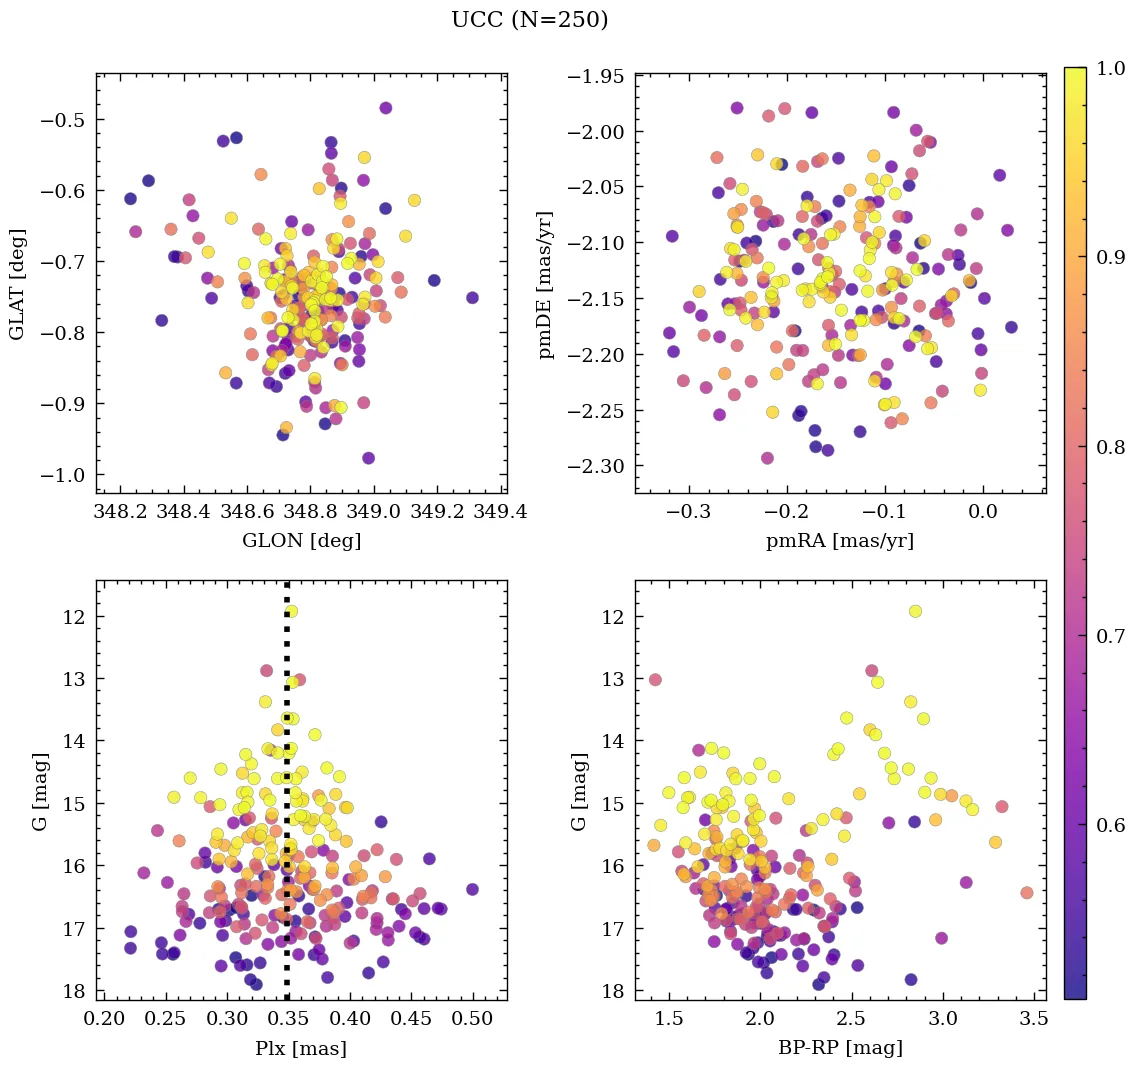 UCC (N=250)
−0.5
−0.6
−0.7
−0.8
−0.9
−1.0
GLAT [deg]
348.2 348.4 348.6 348.8 349.0 349.2 349.4
GLON [deg]
−1.95
−2.00
−2.05
−2.10
−2.15
−2.20
−2.25
−2.30
pmDE [mas/yr]
−0.3 −0.2 −0.1 0.0
pmRA [mas/yr]
12
13
14
15
16
17
18
G [mag]
0.20 0.25 0.30 0.35 0.40 0.45 0.50
Plx [mas]
12
13
14
15
16
17
18
G [mag]
1.5 2.0 2.5 3.0 3.5
BP-RP [mag]
1.0
0.9
0.8
0.7
0.6